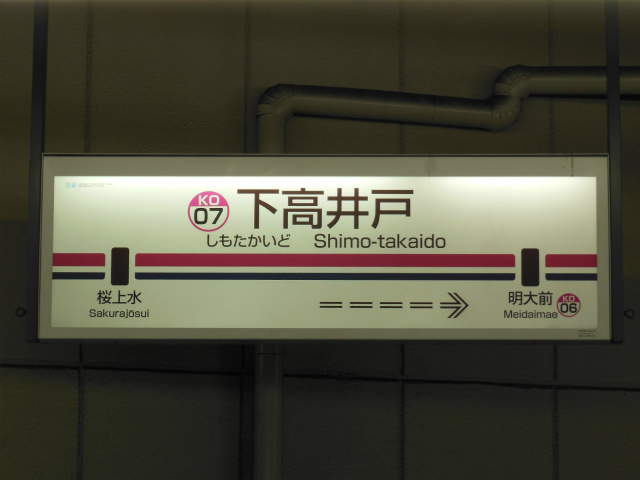 KO
07
下高井戸
しもたかいど Shimo-takaido
桜上水
Sakurajōsui
明大前
Meidaimae
KO
06